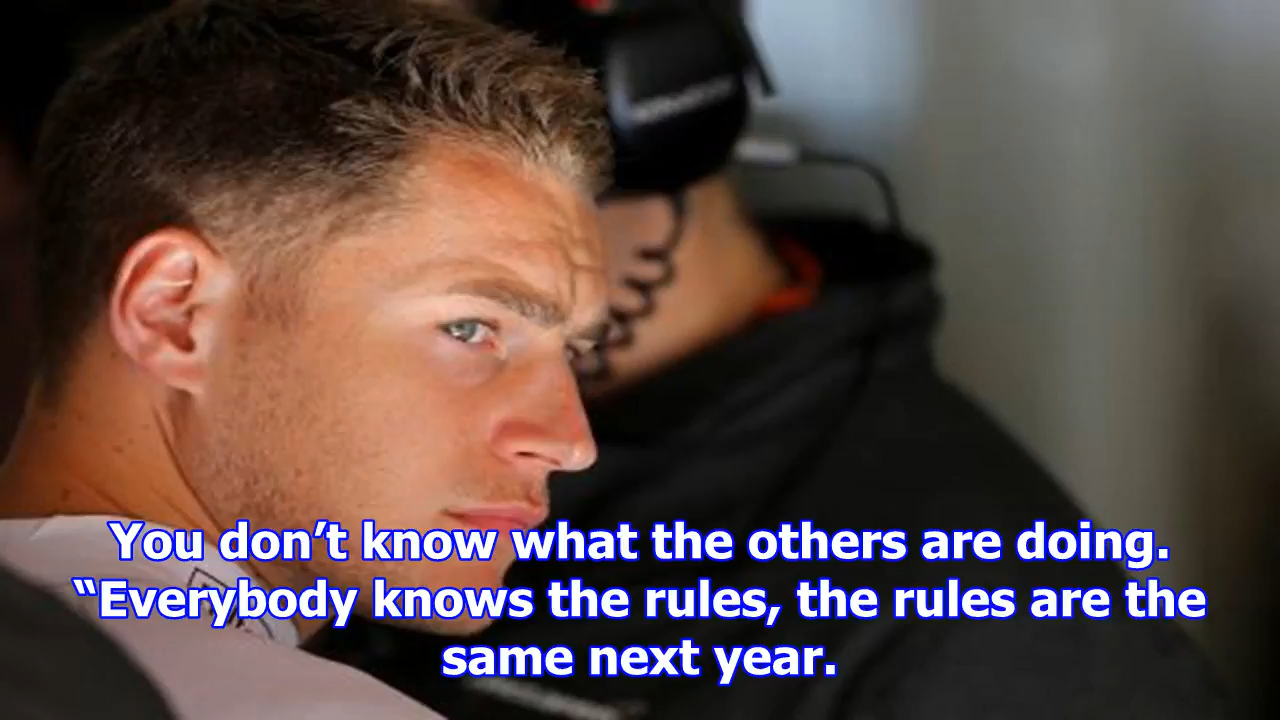 You don’t know what the others are doing.
“Everybody knows the rules, the rules are the
same next year.